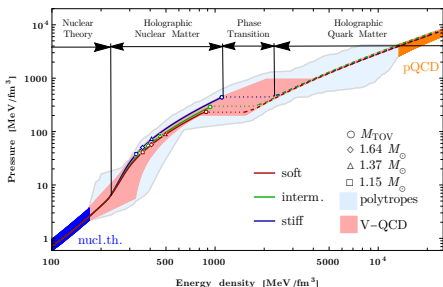 Nuclear Theory
Holographic Nuclear Matter
Phase Transition
Holographic Quark Matter
10⁴
1000
100
10
1
Pressure [MeV/fm³]
pQCD
nucl.th.
soft
interm.
stiff
M_TOV
1.64 M_⊙
1.37 M_⊙
1.15 M_⊙
polytropes
V-QCD
100
500
1000
5000
10⁴
Energy density [MeV/fm³]